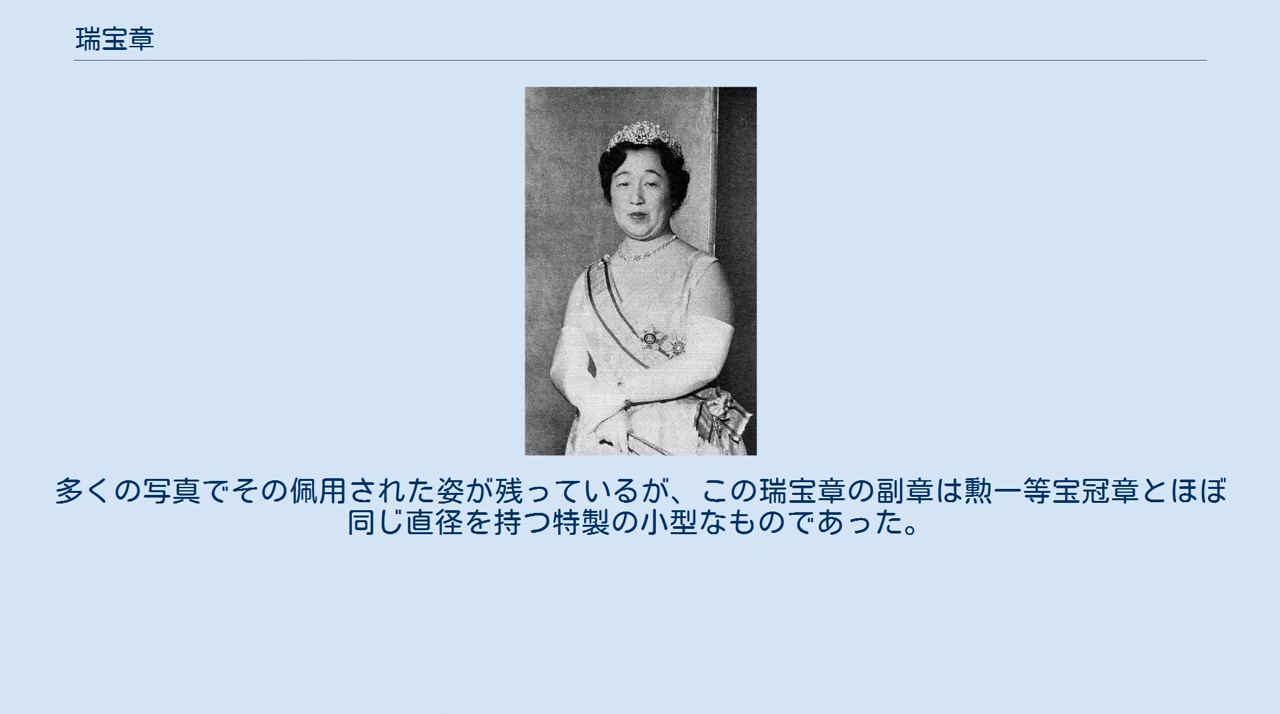 瑞宝章
多くの写真でその佩用された姿が残っているが、この瑞宝章の副章は勲一等宝冠章とほぼ
同じ直径を持つ特製の小型なものであった。